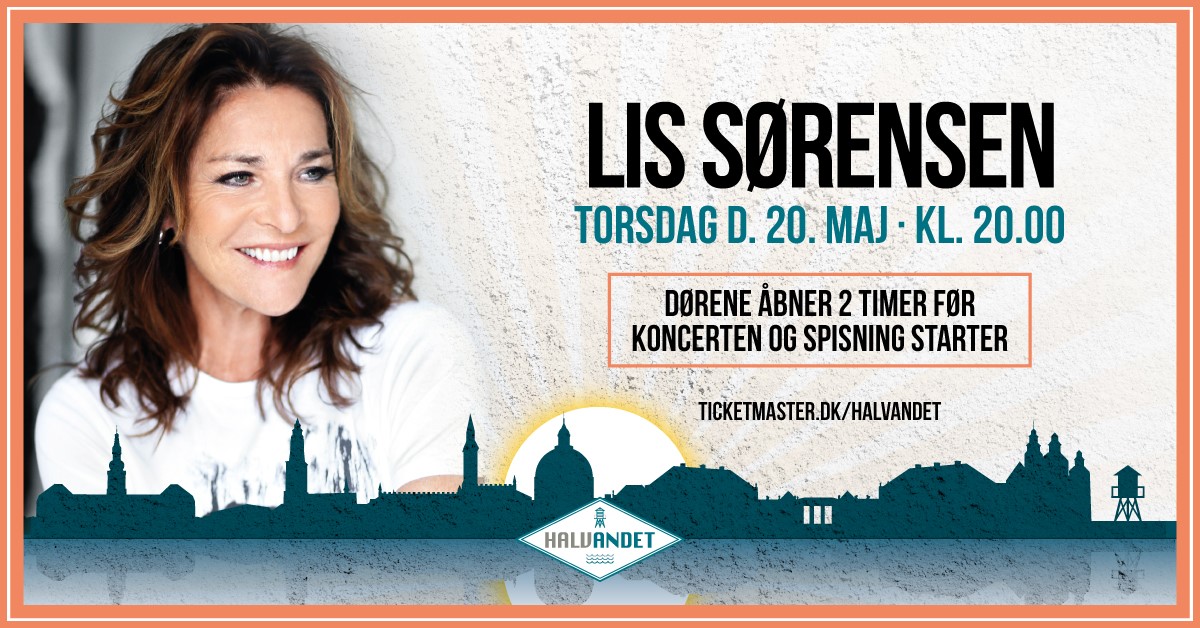 LIS SØRENSEN
TORSDAG D. 20. MAJ · KL. 20.00
DØRENE ÅBNER 2 TIMER FØR
KONCERTEN OG SPISNING STARTER
TICKETMASTER.DK/HALVANDET
HALVANDET